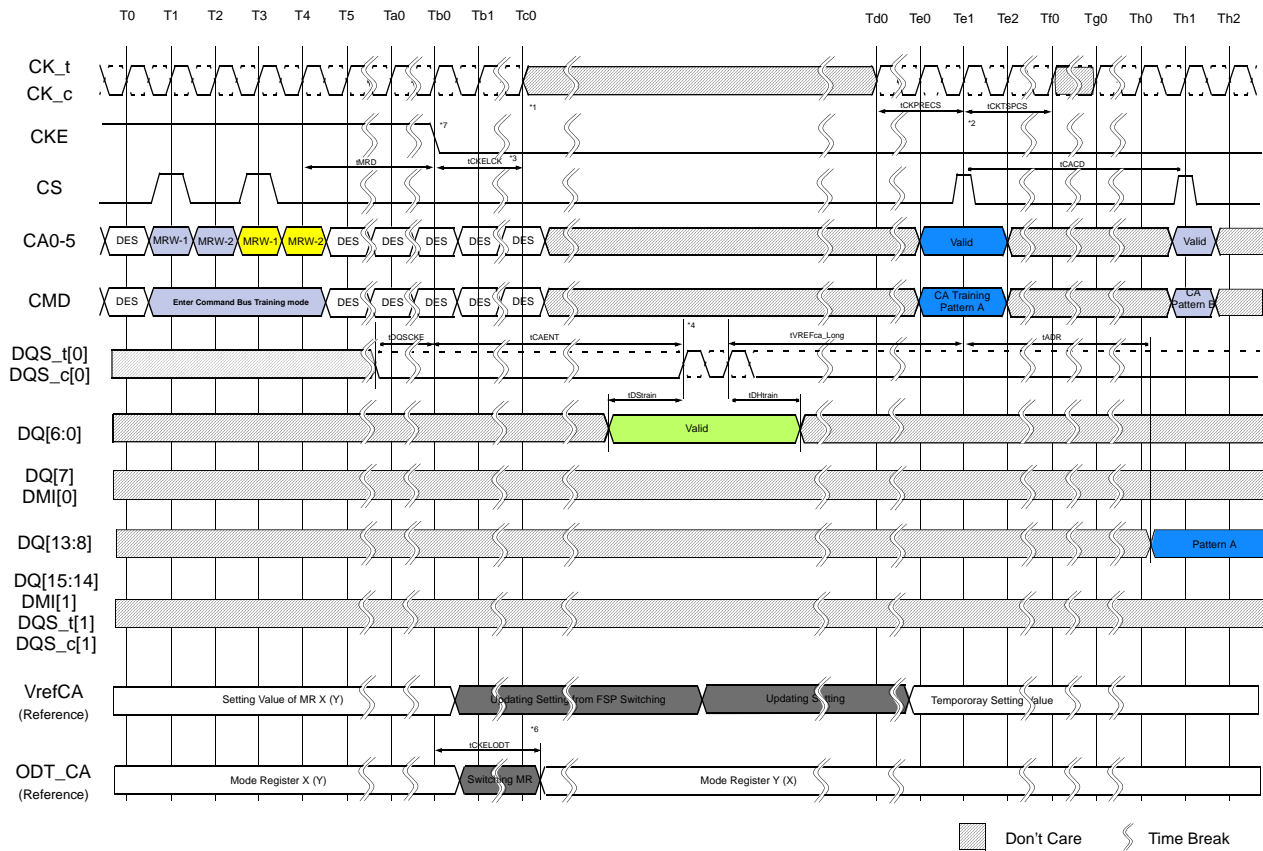 T0 T1 T2 T3 T4 T5 Ta0 Tb0 Tb1 Tc0 Td0 Te0 Te1 Te2 Tf0 Tg0 Th0 Th1 Th2
CK_t
CK_c
*1
tCKPRECS tCKTSPCS
CKE
*7
*2
tMRD tCKELCK *3
tCACD
CS
CA0-5
DES MRW-1 MRW-2 MRW-1 MRW-2 DES DES DES DES DES Valid Valid
CMD
DES Enter Command Bus Training mode DES DES DES DES DES CA Training Pattern A CA Pattern B
*4
tDQSCKE tCAENT tVREFca_Long tADR
DQS_t[0]
DQS_c[0]
tDStrain tDHtrain
DQ[6:0]
Valid
DQ[7]
DMI[0]
DQ[13:8]
Pattern A
DQ[15:14]
DMI[1]
DQS_t[1]
DQS_c[1]
VrefCA
(Reference)
Setting Value of MR X (Y) Updating Setting from FSP Switching Updating Setting Tempororay Setting Value
*6
tCKELODT
ODT_CA
(Reference)
Mode Register X (Y) Switching MR Mode Register Y (X)
Don't Care Time Break